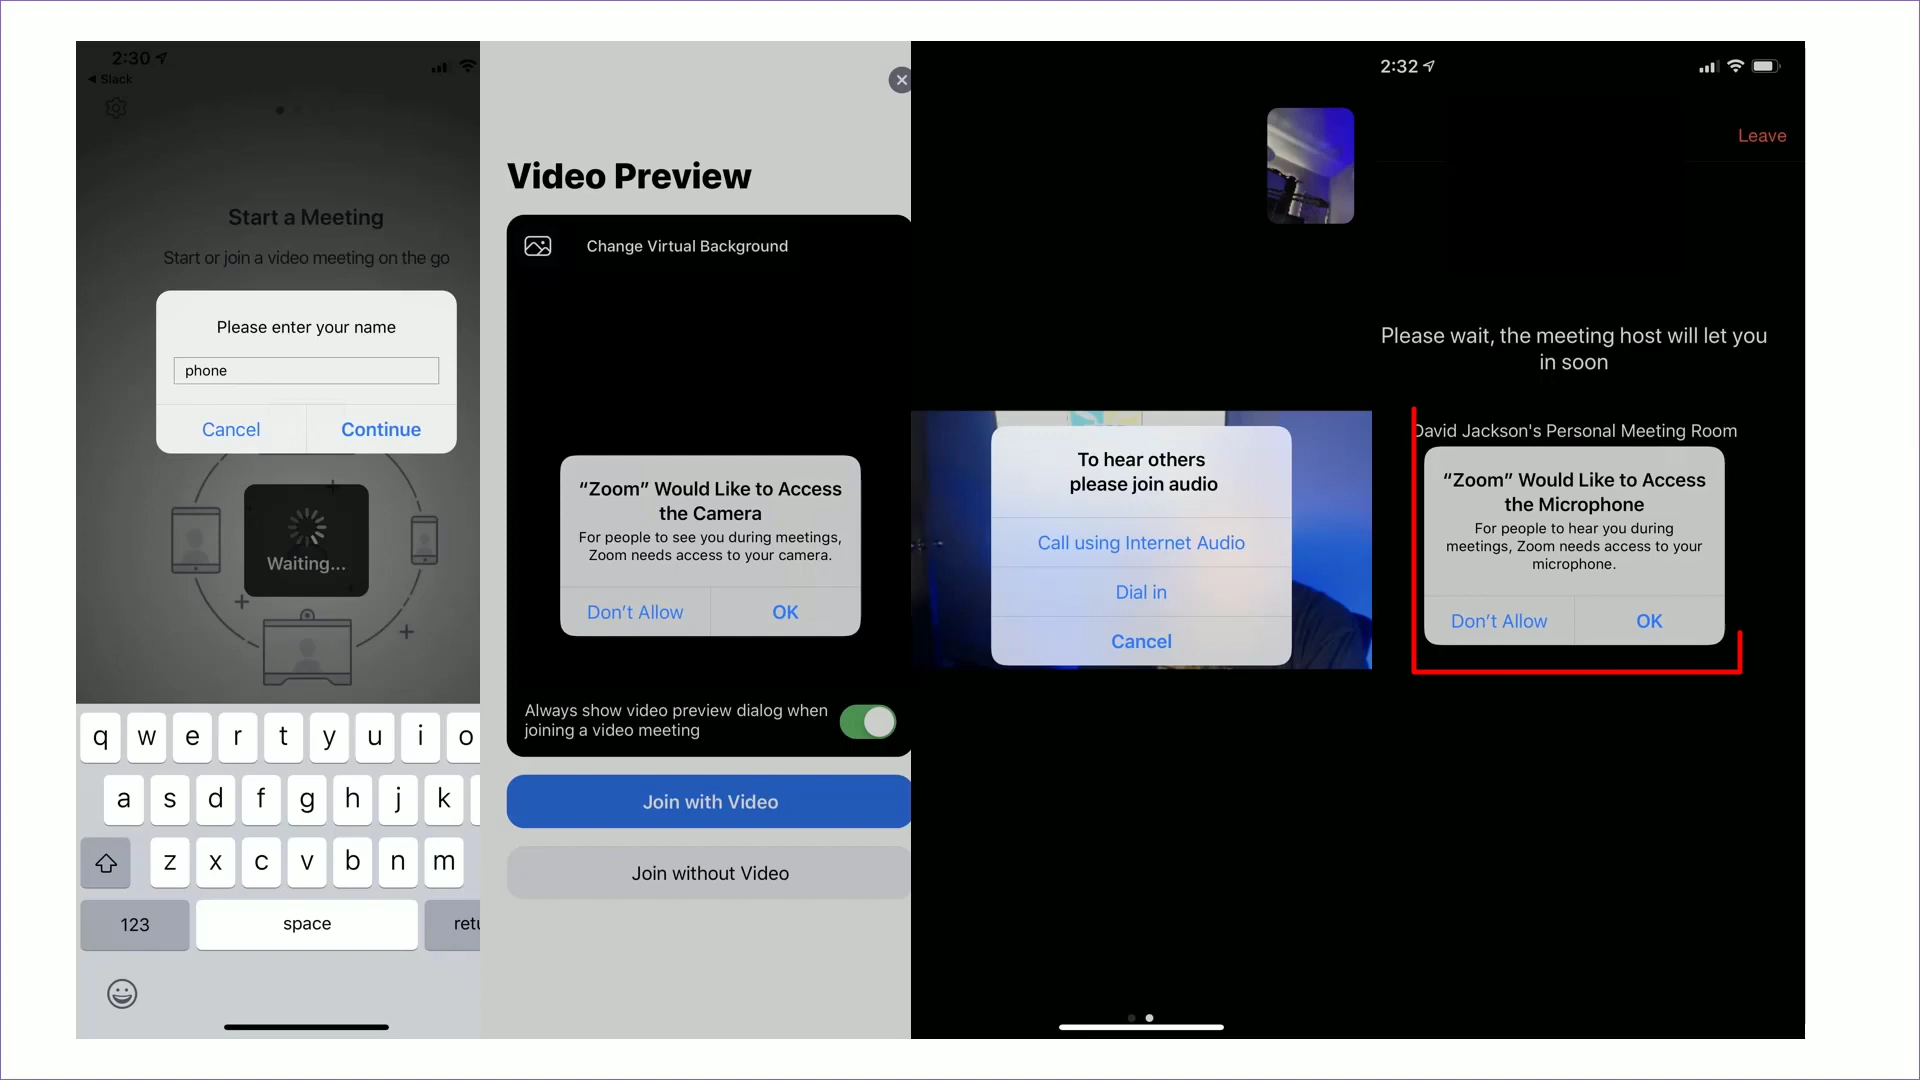 2:30
Slack
Start a Meeting
Start or join a video meeting on the go
Please enter your name
phone
Cancel
Continue
Waiting...
q w e r t y u i o
a s d f g h j k
z x c v b n m
123
space
retu
Video Preview
Change Virtual Background
“Zoom” Would Like to Access
the Camera
For people to see you during meetings,
Zoom needs access to your camera.
Don’t Allow
OK
Always show video preview dialog when
joining a video meeting
Join with Video
Join without Video
To hear others
please join audio
Call using Internet Audio
Dial in
Cancel
2:32
Leave
Please wait, the meeting host will let you
in soon
David Jackson's Personal Meeting Room
“Zoom” Would Like to Access
the Microphone
For people to hear you during
meetings, Zoom needs access to your
microphone.
Don’t Allow
OK